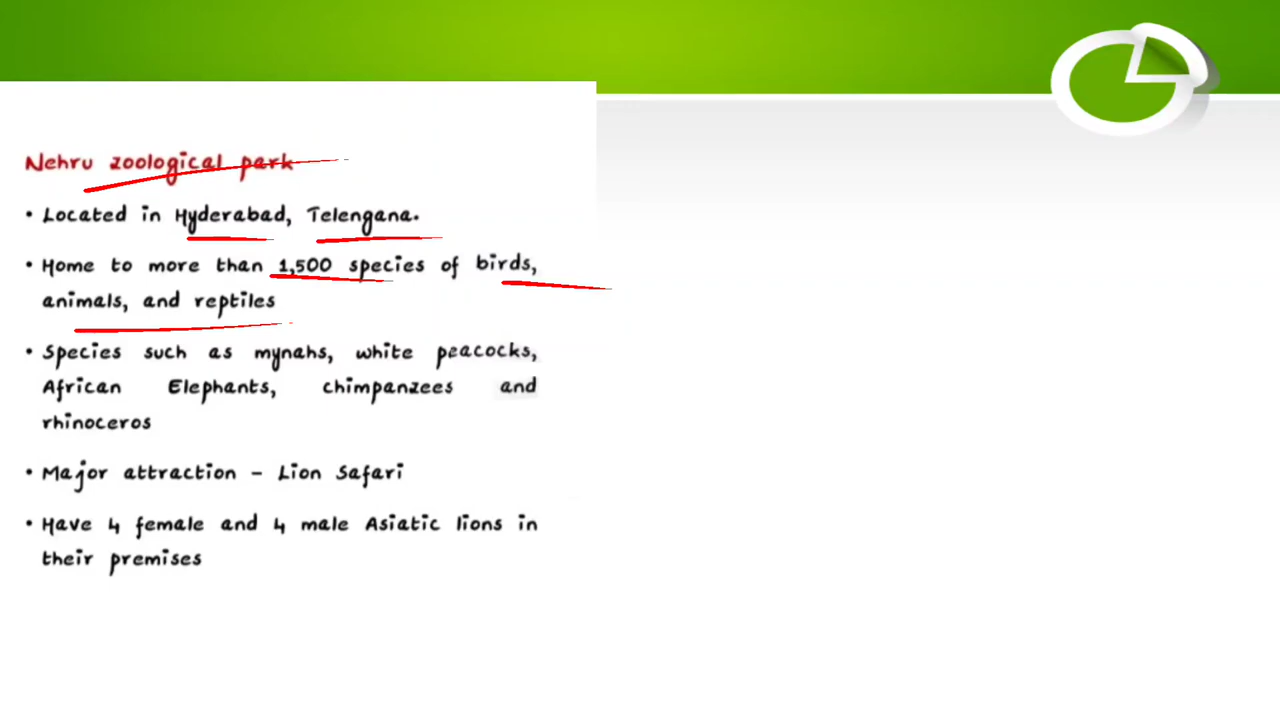 Nehru zoological park
• Located in Hyderabad, Telengana.
• Home to more than 1,500 species of birds,
animals, and reptiles
• Species such as mynahs, white peacocks,
African Elephants, chimpanzees and
rhinoceros
• Major attraction - Lion Safari
• Have 4 female and 4 male Asiatic lions in
their premises